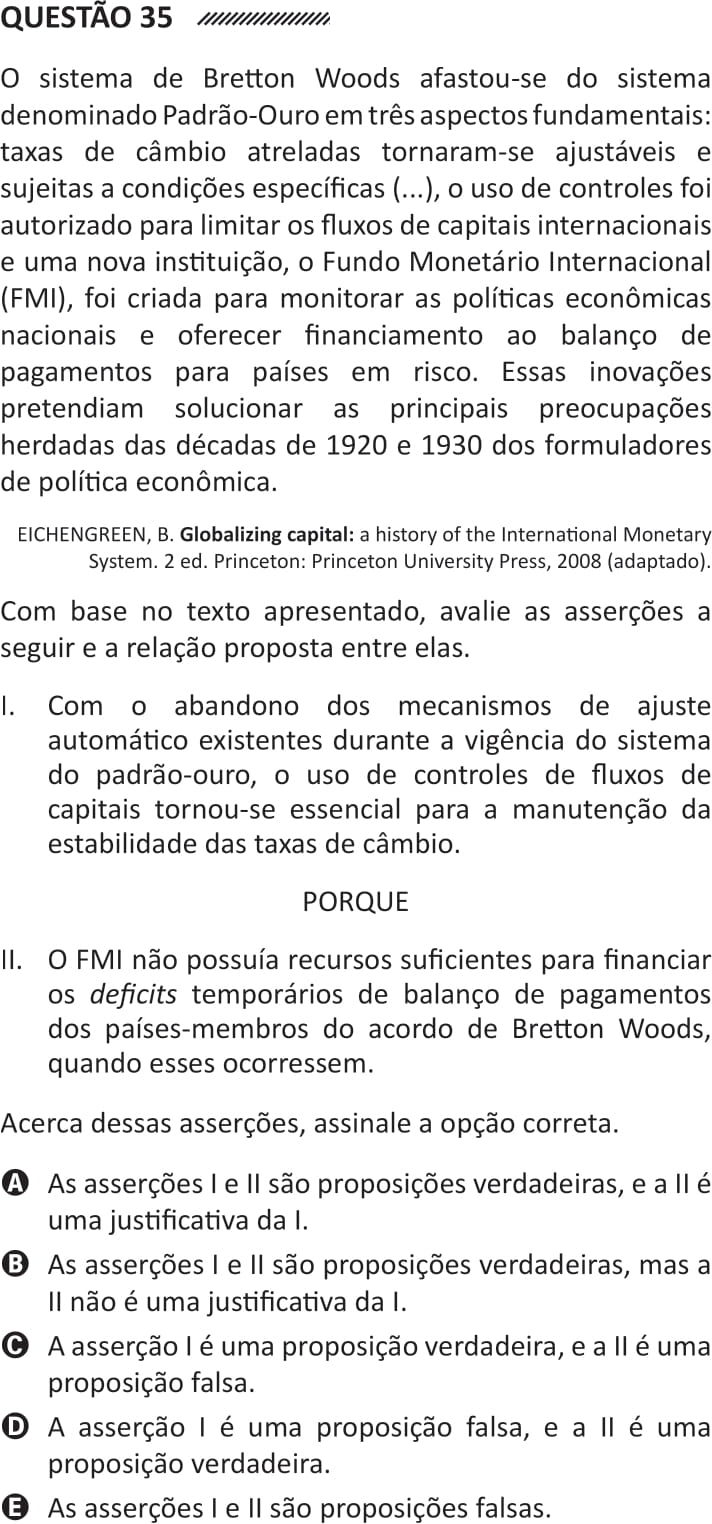 QUESTÃO 35
O sistema de Bretton Woods afastou-se do sistema
denominado Padrão-Ouro em três aspectos fundamentais:
taxas de câmbio atreladas tornaram-se ajustáveis e
sujeitas a condições específicas (...), o uso de controles foi
autorizado para limitar os fluxos de capitais internacionais
e uma nova instituição, o Fundo Monetário Internacional
(FMI), foi criada para monitorar as políticas econômicas
nacionais e oferecer financiamento ao balanço de
pagamentos para países em risco. Essas inovações
pretendiam solucionar as principais preocupações
herdadas das décadas de 1920 e 1930 dos formuladores
de política econômica.
EICHENGREEN, B. Globalizing capital: a history of the International Monetary
System. 2 ed. Princeton: Princeton University Press, 2008 (adaptado).
Com base no texto apresentado, avalie as asserções a
seguir e a relação proposta entre elas.
I. Com o abandono dos mecanismos de ajuste
automático existentes durante a vigência do sistema
do padrão-ouro, o uso de controles de fluxos de
capitais tornou-se essencial para a manutenção da
estabilidade das taxas de câmbio.
PORQUE
II. O FMI não possuía recursos suficientes para financiar
os deficits temporários de balanço de pagamentos
dos países-membros do acordo de Bretton Woods,
quando esses ocorressem.
Acerca dessas asserções, assinale a opção correta.
A As asserções I e II são proposições verdadeiras, e a II é
uma justificativa da I.
B As asserções I e II são proposições verdadeiras, mas a
II não é uma justificativa da I.
C A asserção I é uma proposição verdadeira, e a II é uma
proposição falsa.
D A asserção I é uma proposição falsa, e a II é uma
proposição verdadeira.
E As asserções I e II são proposições falsas.